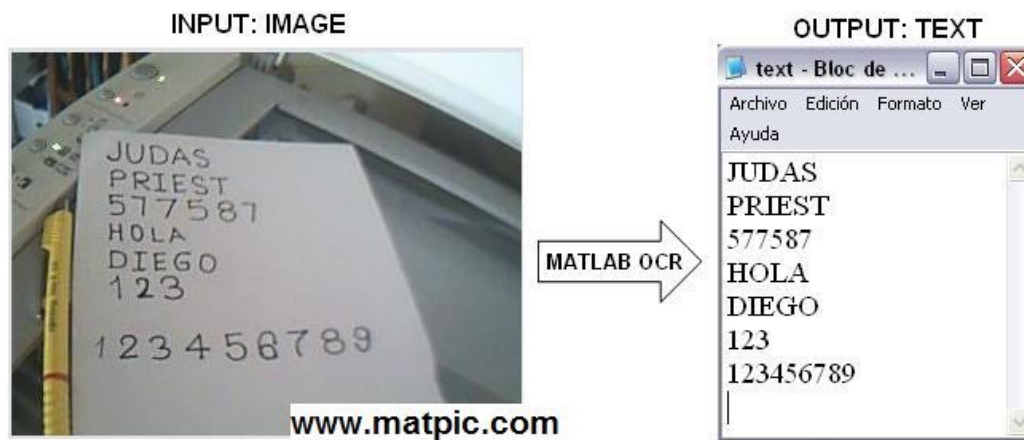 INPUT: IMAGE
JUDAS
PRIEST
577587
HOLA
DIEGO
123
123456789
www.matpic.com
MATLAB OCR
OUTPUT: TEXT
text - Bloc de ...
Archivo Edición Formato Ver
Ayuda
JUDAS
PRIEST
577587
HOLA
DIEGO
123
123456789